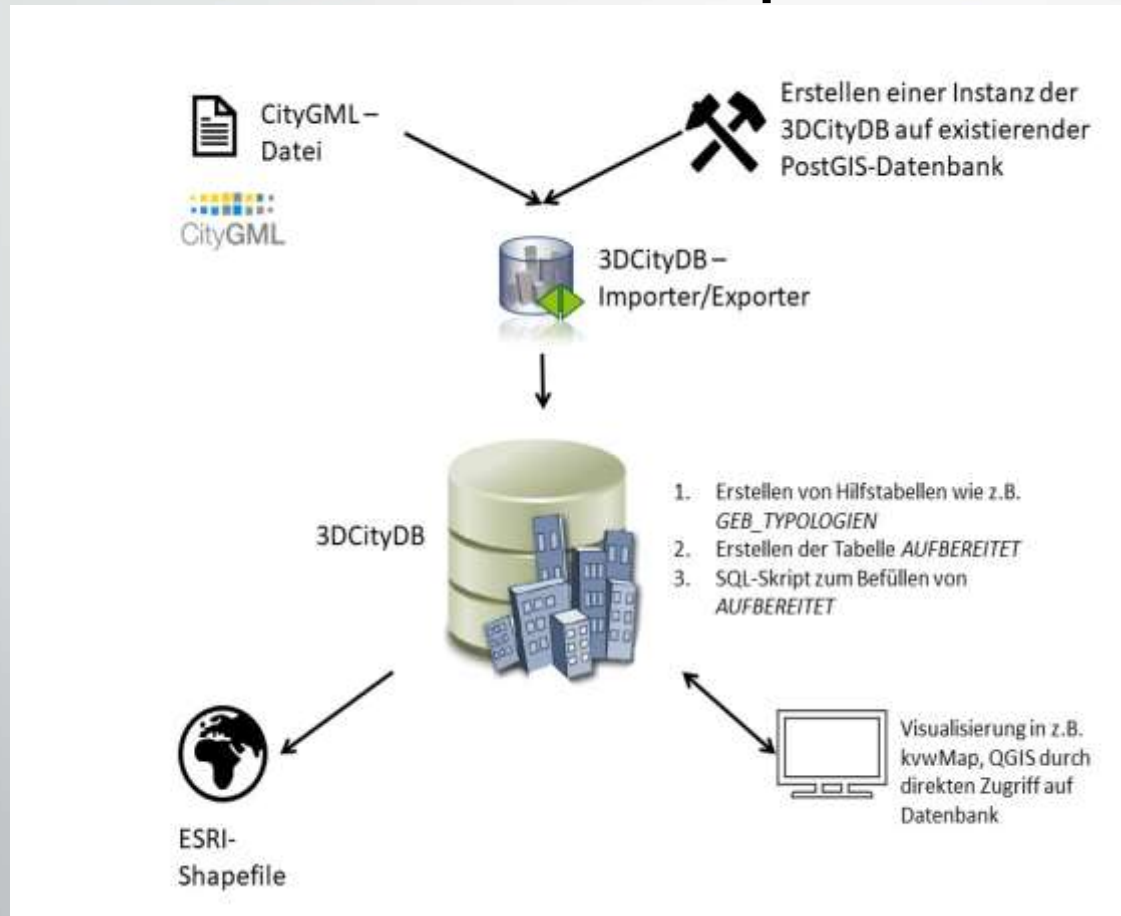 CityGML –
Datei
CityGML
Erstellen einer Instanz der
3DCityDB auf existierender
PostGIS-Datenbank
3DCityDB –
Importer/Exporter
3DCityDB
1. Erstellen von Hilfstabellen wie z.B.
GEB_TYPOLOGIEN
2. Erstellen der Tabelle AUFBEREITET
3. SQL-Skript zum Befüllen von
AUFBEREITET
ESRI-
Shapefile
Visualisierung in z.B.
kvwMap, QGIS durch
direkten Zugriff auf
Datenbank